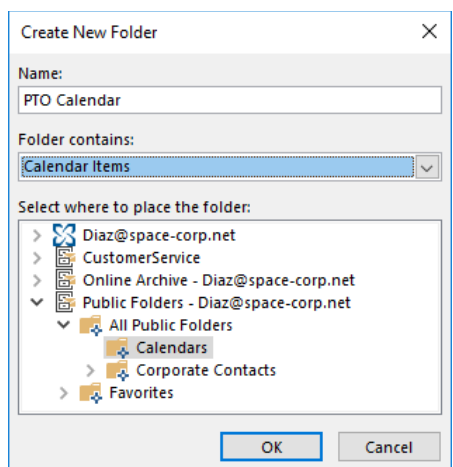 Create New Folder
Name:
PTO Calendar
Folder contains:
Calendar Items
Select where to place the folder:
Diaz@space-corp.net
CustomerService
Online Archive - Diaz@space-corp.net
Public Folders - Diaz@space-corp.net
All Public Folders
Calendars
Corporate Contacts
Favorites
OK Cancel